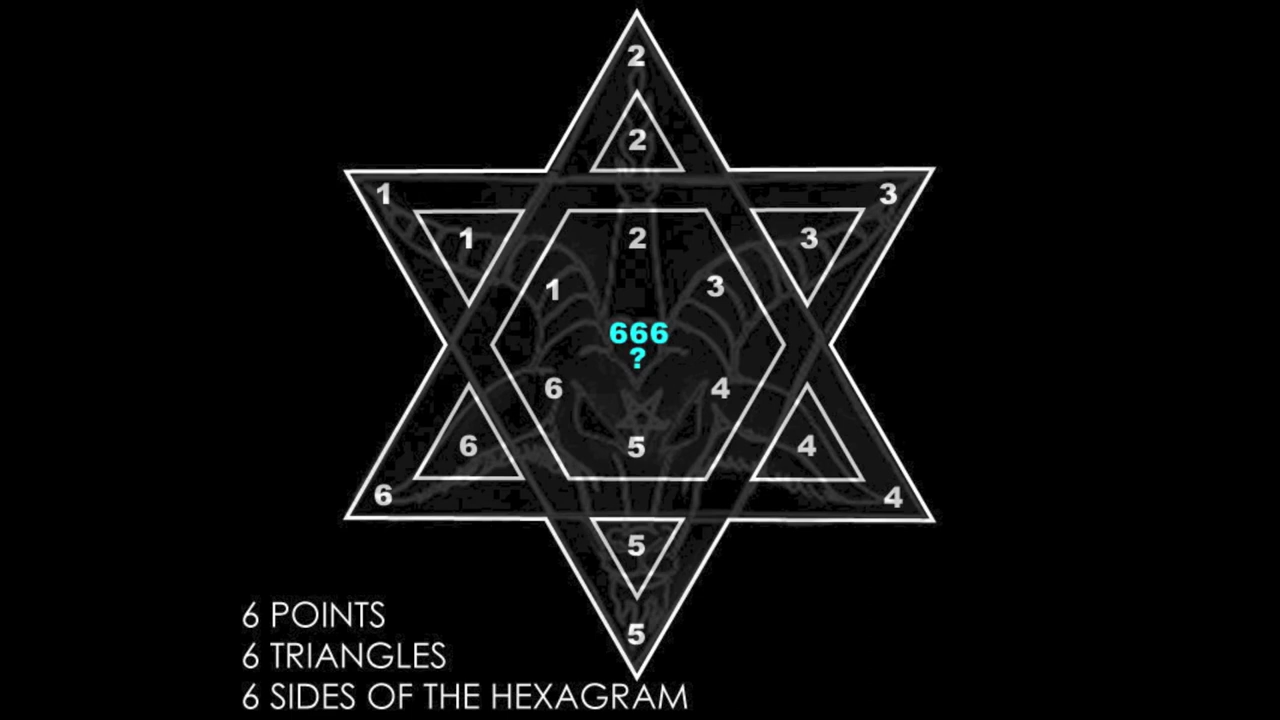 2
2
1 3
1 2 3
1 3
666
?
6 4
6 5 4
6 4
5
5
6 POINTS
6 TRIANGLES
6 SIDES OF THE HEXAGRAM